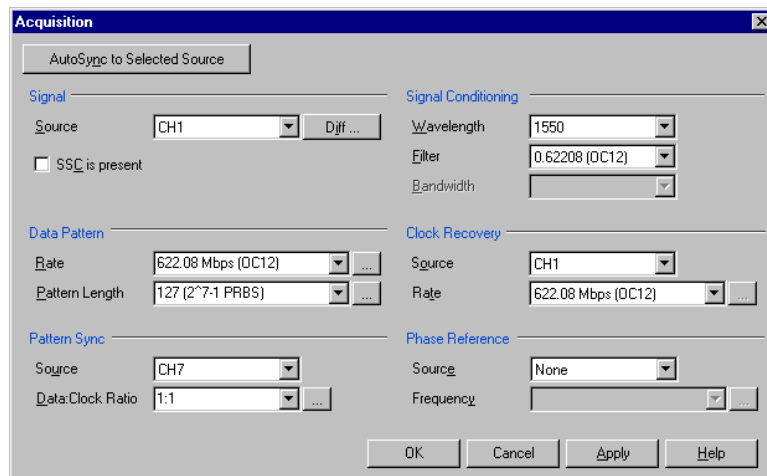 Acquisition
AutoSync to Selected Source
Signal
Source CH1 Diff ...
SSC is present
Signal Conditioning
Wavelength 1550
Filter 0.62208 (OC12)
Bandwidth
Data Pattern
Rate 622.08 Mbps (OC12) ...
Pattern Length 127 (2^7-1 PRBS) ...
Clock Recovery
Source CH1
Rate 622.08 Mbps (OC12) ...
Pattern Sync
Source CH7
Data:Clock Ratio 1:1 ...
Phase Reference
Source None
Frequency ...
OK Cancel Apply Help